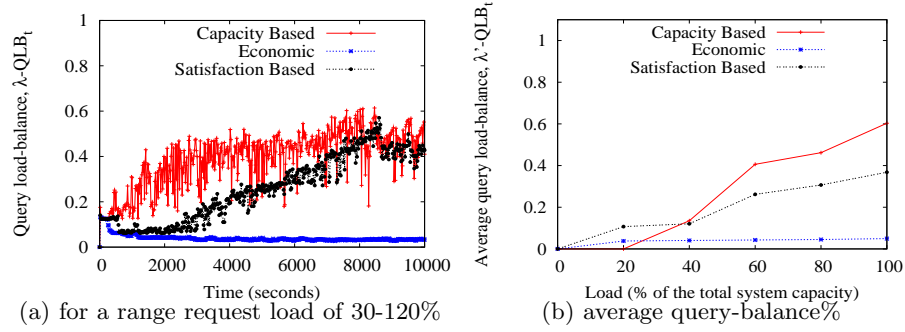 Query load-balance, λ-QLBt
1
0.8
0.6
0.4
0.2
0
Capacity Based
Economic
Satisfaction Based
0 2000 4000 6000 8000 10000
Time (seconds)
(a) for a range request load of 30-120%
Average query load-balance, λ'-QLBt
1
0.8
0.6
0.4
0.2
0
Capacity Based
Economic
Satisfaction Based
0 20 40 60 80 100
Load (% of the total system capacity)
(b) average query-balance%